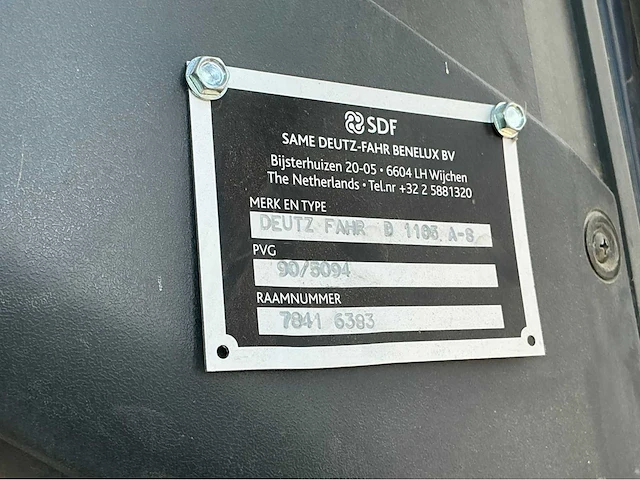 SDF
SAME DEUTZ-FAHR BENELUX BV
Bijsterhuizen 20-05 • 6604 LH Wijchen
The Netherlands • Tel.nr +32 2 5881320
MERK EN TYPE
DEUTZ FAHR D 1106 A-S
PVG
90/5094
RAAMNUMMER
7841 6383